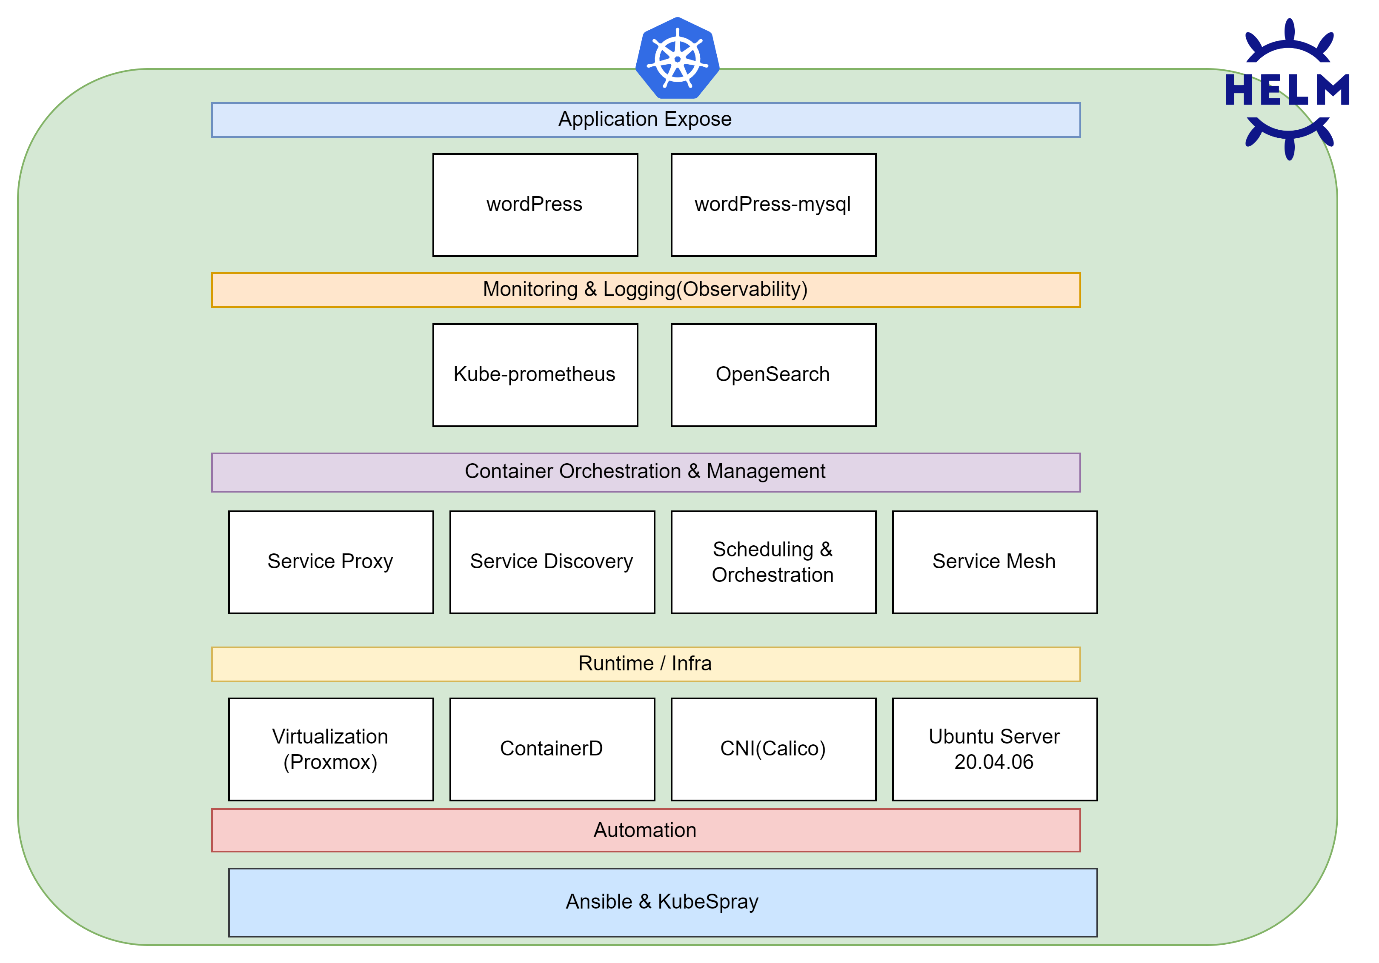 HELM
Application Expose
wordPress
wordPress-mysql
Monitoring & Logging(Observability)
Kube-prometheus
OpenSearch
Container Orchestration & Management
Service Proxy
Service Discovery
Scheduling &
Orchestration
Service Mesh
Runtime / Infra
Virtualization
(Proxmox)
ContainerD
CNI(Calico)
Ubuntu Server
20.04.06
Automation
Ansible & KubeSpray